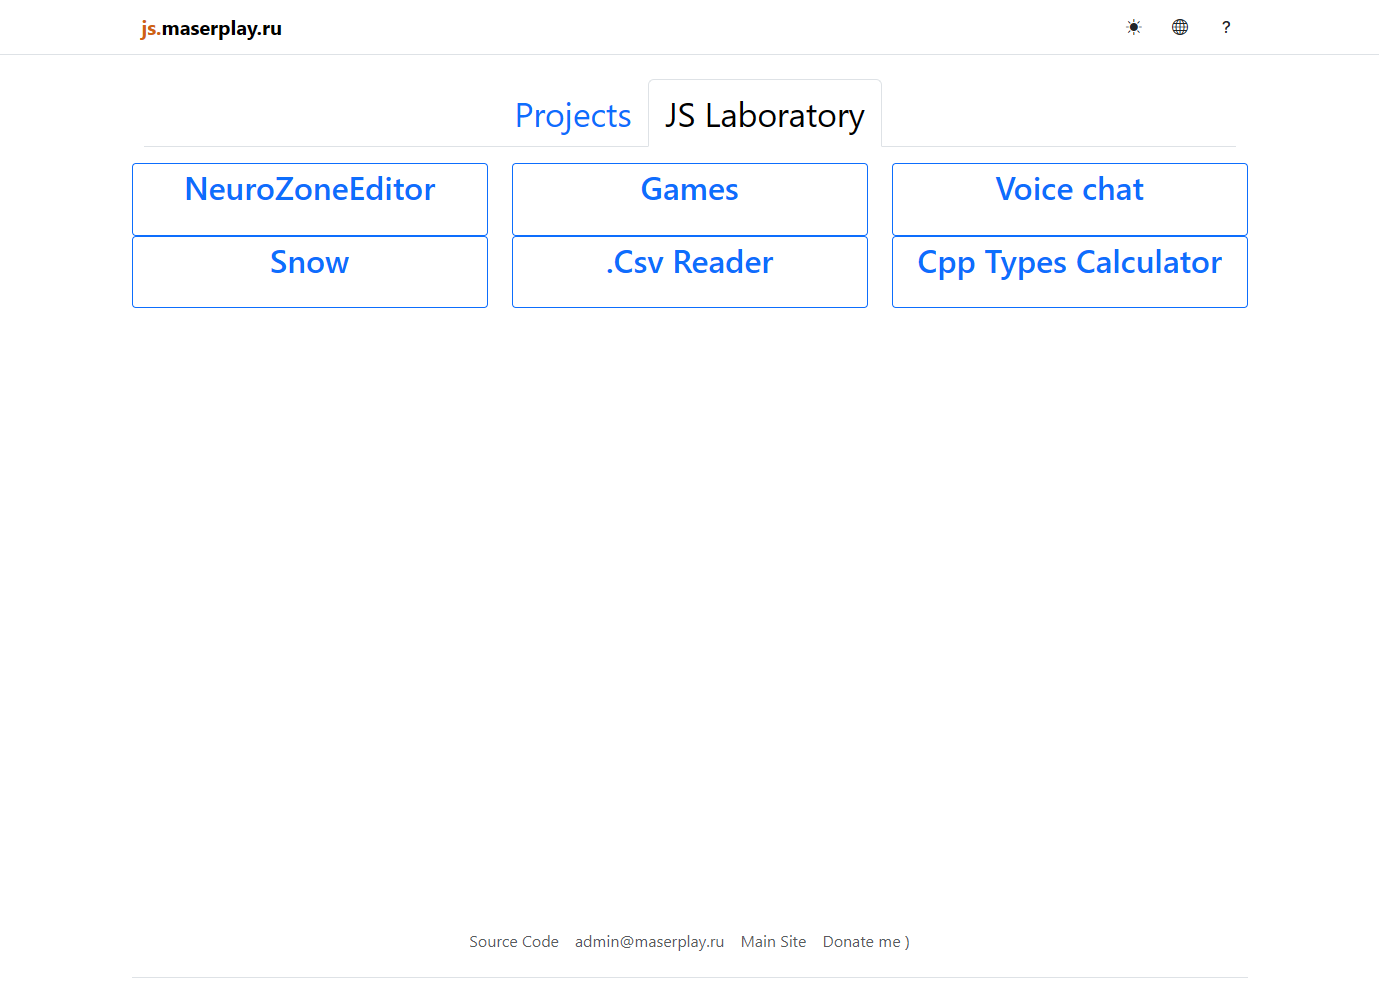 js.maserplay.ru ?
Projects JS Laboratory
NeuroZoneEditor Games Voice chat
Snow .Csv Reader Cpp Types Calculator
Source Code admin@maserplay.ru Main Site Donate me )